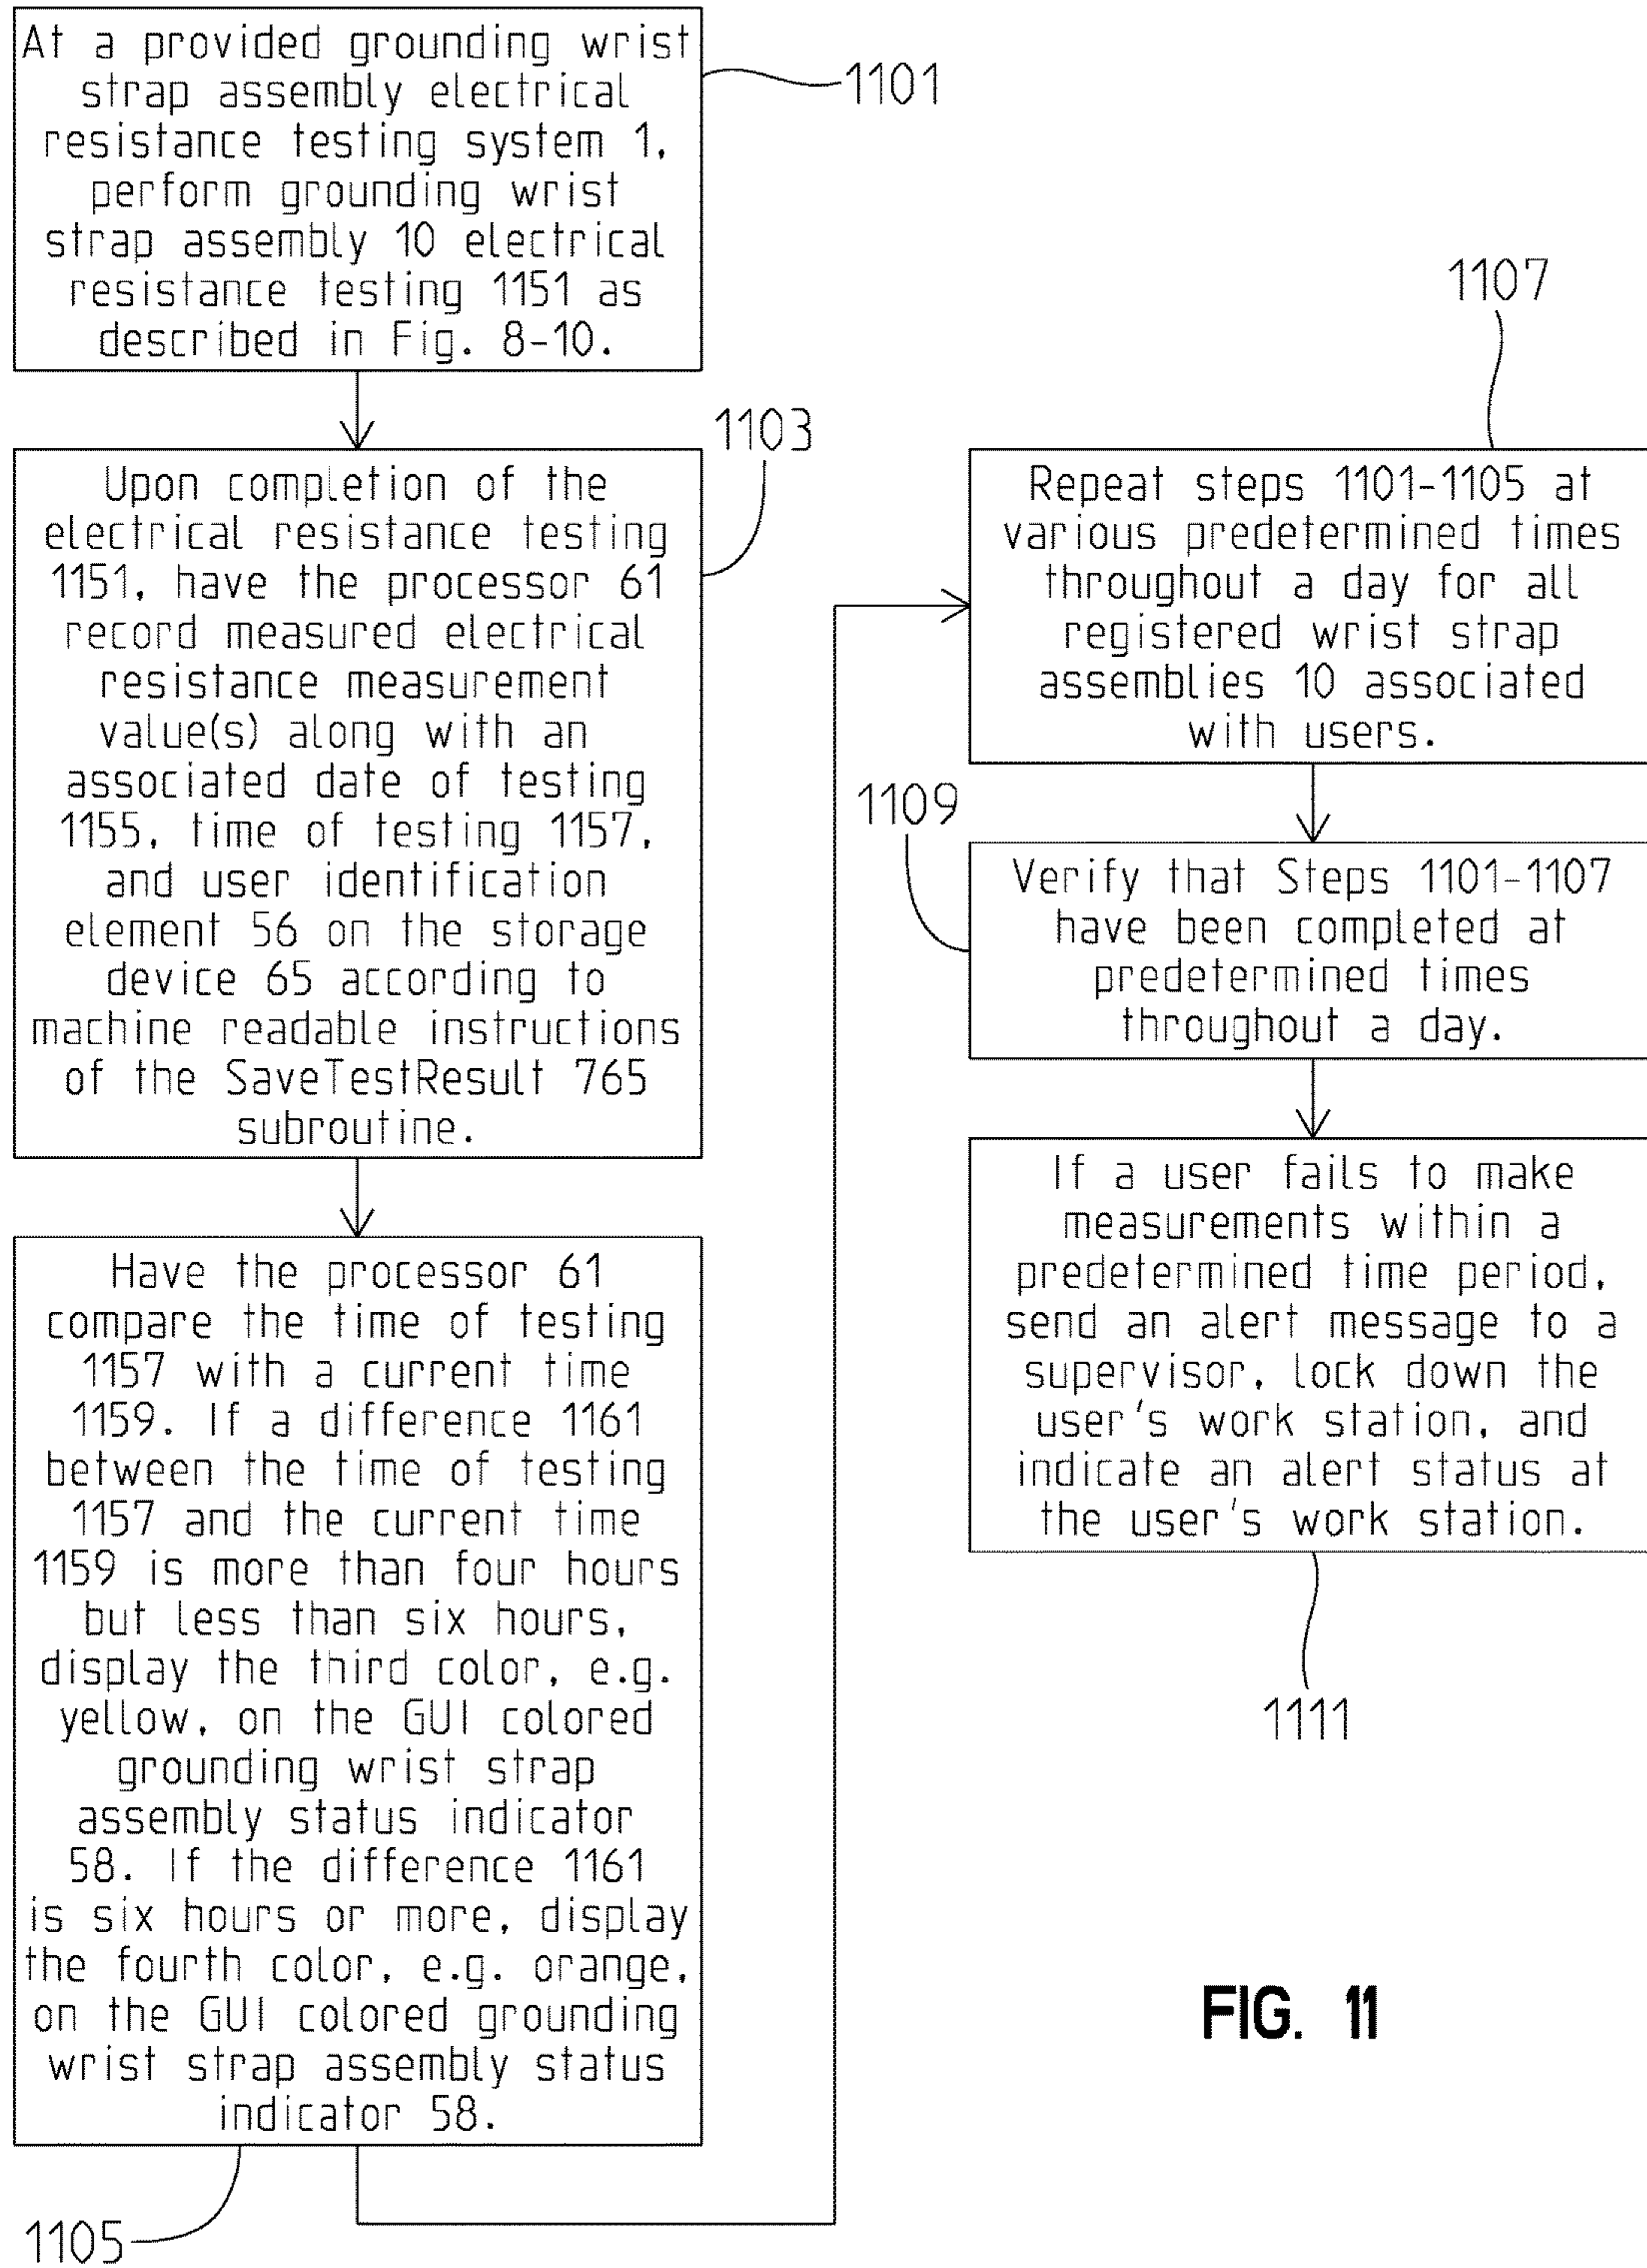 At a provided grounding wrist
strap assembly electrical
resistance testing system 1,
perform grounding wrist
strap assembly 10 electrical
resistance testing 1151 as
described in Fig. 8-10.
1101
Upon completion of the
electrical resistance testing
1151, have the processor 61
record measured electrical
resistance measurement
value(s) along with an
associated date of testing
1155, time of testing 1157,
and user identification
element 56 on the storage
device 65 according to
machine readable instructions
of the SaveTestResult 765
subroutine.
1103
Have the processor 61
compare the time of testing
1157 with a current time
1159. If a difference 1161
between the time of testing
1157 and the current time
1159 is more than four hours
but less than six hours,
display the third color, e.g.
yellow, on the GUI colored
grounding wrist strap
assembly status indicator
58. If the difference 1161
is six hours or more, display
the fourth color, e.g. orange,
on the GUI colored grounding
wrist strap assembly status
indicator 58.
1105
1107
Repeat steps 1101-1105 at
various predetermined times
throughout a day for all
registered wrist strap
assemblies 10 associated
with users.
1109
Verify that Steps 1101-1107
have been completed at
predetermined times
throughout a day.
If a user fails to make
measurements within a
predetermined time period,
send an alert message to a
supervisor, lock down the
user's work station, and
indicate an alert status at
the user's work station.
1111
FIG. 11